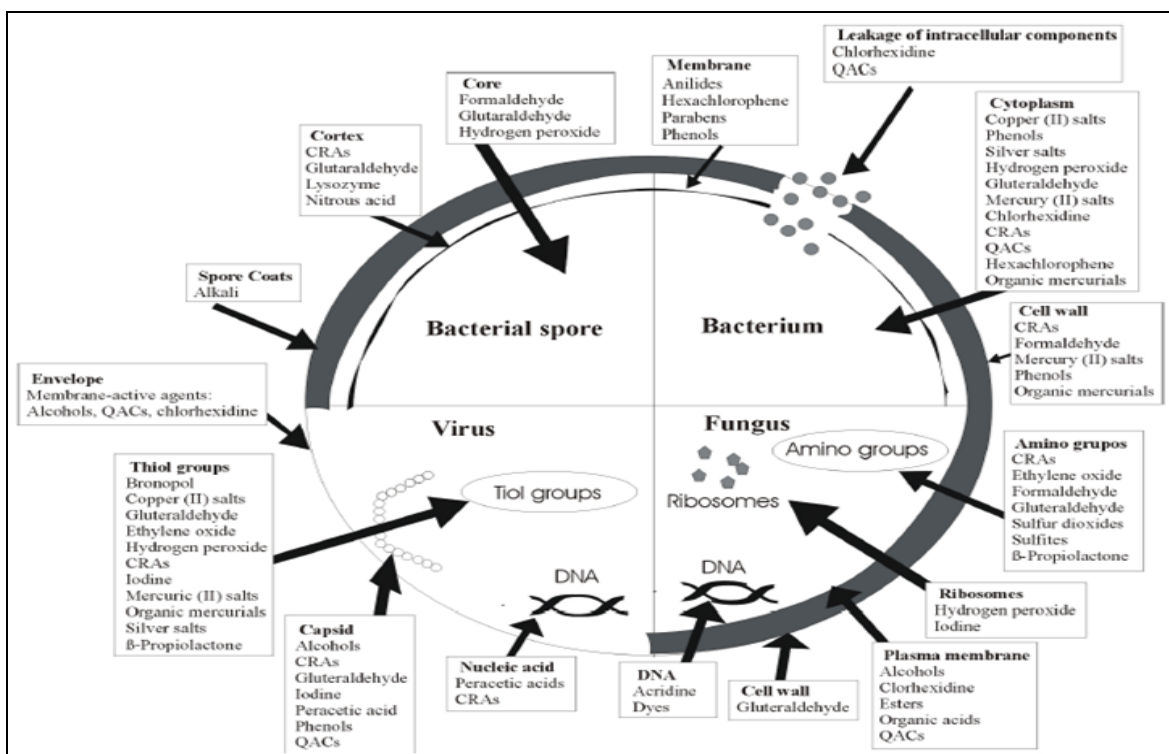 Leakage of intracellular components
Chlorhexidine
QACs
Core
Formaldehyde
Glutaraldehyde
Hydrogen peroxide
Membrane
Anilides
Hexachlorophene
Parabens
Phenols
Cytoplasm
Copper (II) salts
Phenols
Silver salts
Hydrogen peroxide
Gluteraldehyde
Mercury (II) salts
Chlorhexidine
CRAs
QACs
Hexachlorophene
Organic mercurials
Cortex
CRAs
Glutaraldehyde
Lysozyme
Nitrous acid
Spore Coats
Alkali
Bacterial spore
Bacterium
Cell wall
CRAs
Formaldehyde
Mercury (II) salts
Phenols
Organic mercurials
Envelope
Membrane-active agents:
Alcohols, QACs, chlorhexidine
Virus
Fungus
Thiol groups
Bronopol
Copper (II) salts
Gluteraldehyde
Ethylene oxide
Hydrogen peroxide
CRAs
Iodine
Mercuric (II) salts
Organic mercurials
Silver salts
ß-Propiolactone
Tiol groups
Ribosomes
Amino groups
Amino grupos
CRAs
Ethylene oxide
Formaldehyde
Gluteraldehyde
Sulfur dioxides
Sulfites
ß-Propiolactone
DNA
DNA
Ribosomes
Hydrogen peroxide
Iodine
Capsid
Alcohols
CRAs
Gluteraldehyde
Iodine
Peracetic acid
Phenols
QACs
Nucleic acid
Peracetic acids
CRAs
DNA
Acridine
Dyes
Cell wall
Gluteraldehyde
Plasma membrane
Alcohols
Clorhexidine
Esters
Organic acids
QACs